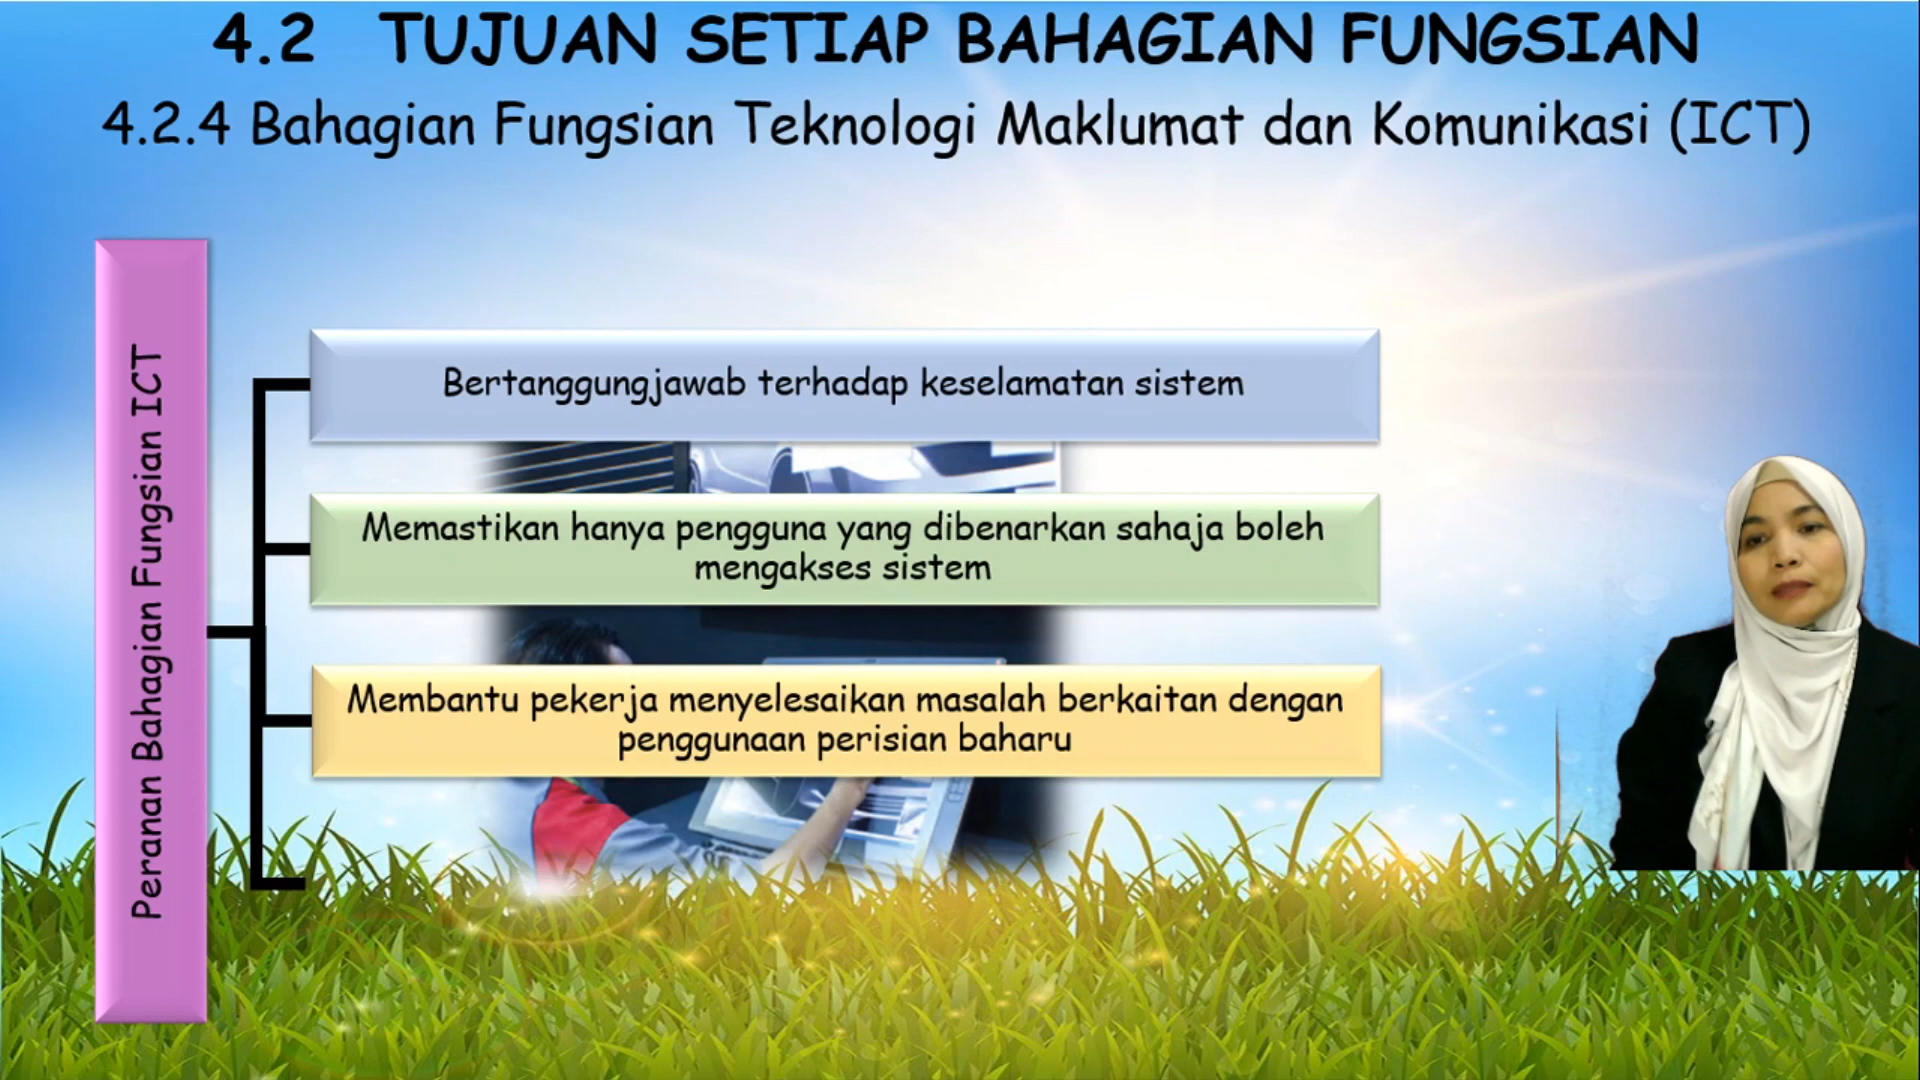 4.2 TUJUAN SETIAP BAHAGIAN FUNGSIAN
4.2.4 Bahagian Fungsian Teknologi Maklumat dan Komunikasi (ICT)
Peranan Bahagian Fungsian ICT
Bertanggungjawab terhadap keselamatan sistem
Memastikan hanya pengguna yang dibenarkan sahaja boleh
mengakses sistem
Membantu pekerja menyelesaikan masalah berkaitan dengan
penggunaan perisian baharu